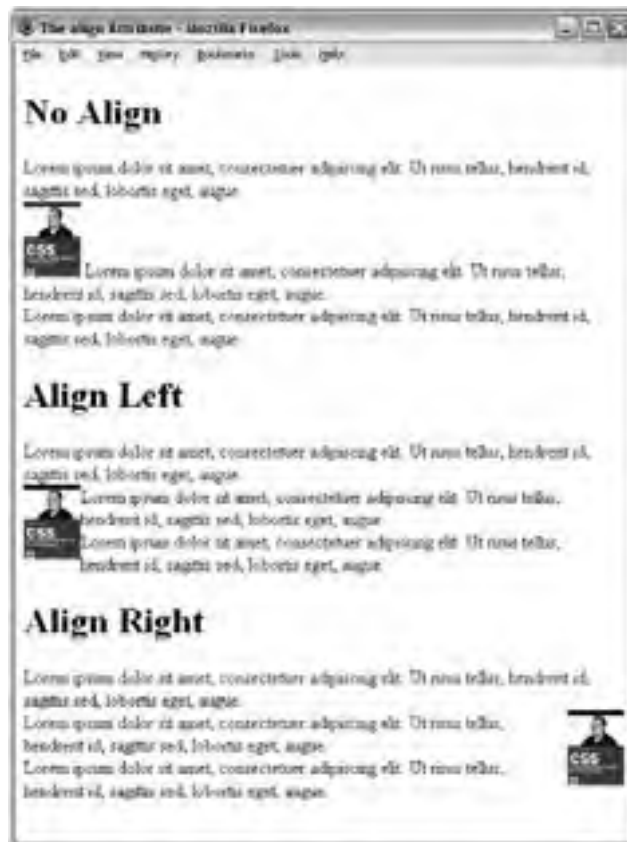 The align Attribute - Mozilla Firefox
File Edit View History Bookmarks Tools Help
No Align
Lorem ipsum dolor sit amet, consectetuer adipiscing elit. Ut risus tellus, hendrerit id,
sagittis sed, lobortis eget, augue.
CSS
Lorem ipsum dolor sit amet, consectetuer adipiscing elit. Ut risus tellus,
hendrerit id, sagittis sed, lobortis eget, augue.
Lorem ipsum dolor sit amet, consectetuer adipiscing elit. Ut risus tellus, hendrerit id,
sagittis sed, lobortis eget, augue.
Align Left
Lorem ipsum dolor sit amet, consectetuer adipiscing elit. Ut risus tellus, hendrerit id,
sagittis sed, lobortis eget, augue.
CSS
Lorem ipsum dolor sit amet, consectetuer adipiscing elit. Ut risus tellus,
hendrerit id, sagittis sed, lobortis eget, augue.
Lorem ipsum dolor sit amet, consectetuer adipiscing elit. Ut risus tellus,
hendrerit id, sagittis sed, lobortis eget, augue.
Align Right
Lorem ipsum dolor sit amet, consectetuer adipiscing elit. Ut risus tellus, hendrerit id,
sagittis sed, lobortis eget, augue.
Lorem ipsum dolor sit amet, consectetuer adipiscing elit. Ut risus tellus,
hendrerit id, sagittis sed, lobortis eget, augue.
Lorem ipsum dolor sit amet, consectetuer adipiscing elit. Ut risus tellus,
hendrerit id, sagittis sed, lobortis eget, augue.
CSS